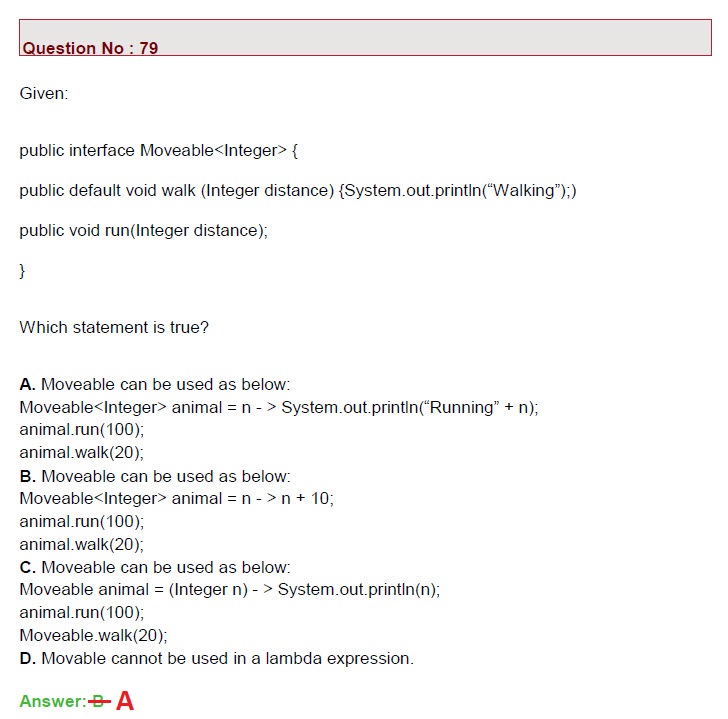 Question No : 79
Given:
public interface Moveable<Integer> {
public default void walk (Integer distance) {System.out.println(“Walking”);)
public void run(Integer distance);
}
Which statement is true?
A. Moveable can be used as below:
Moveable<Integer> animal = n - > System.out.println(“Running” + n);
animal.run(100);
animal.walk(20);
B. Moveable can be used as below:
Moveable<Integer> animal = n - > n + 10;
animal.run(100);
animal.walk(20);
C. Moveable can be used as below:
Moveable animal = (Integer n) - > System.out.println(n);
animal.run(100);
Moveable.walk(20);
D. Movable cannot be used in a lambda expression.
Answer: B A